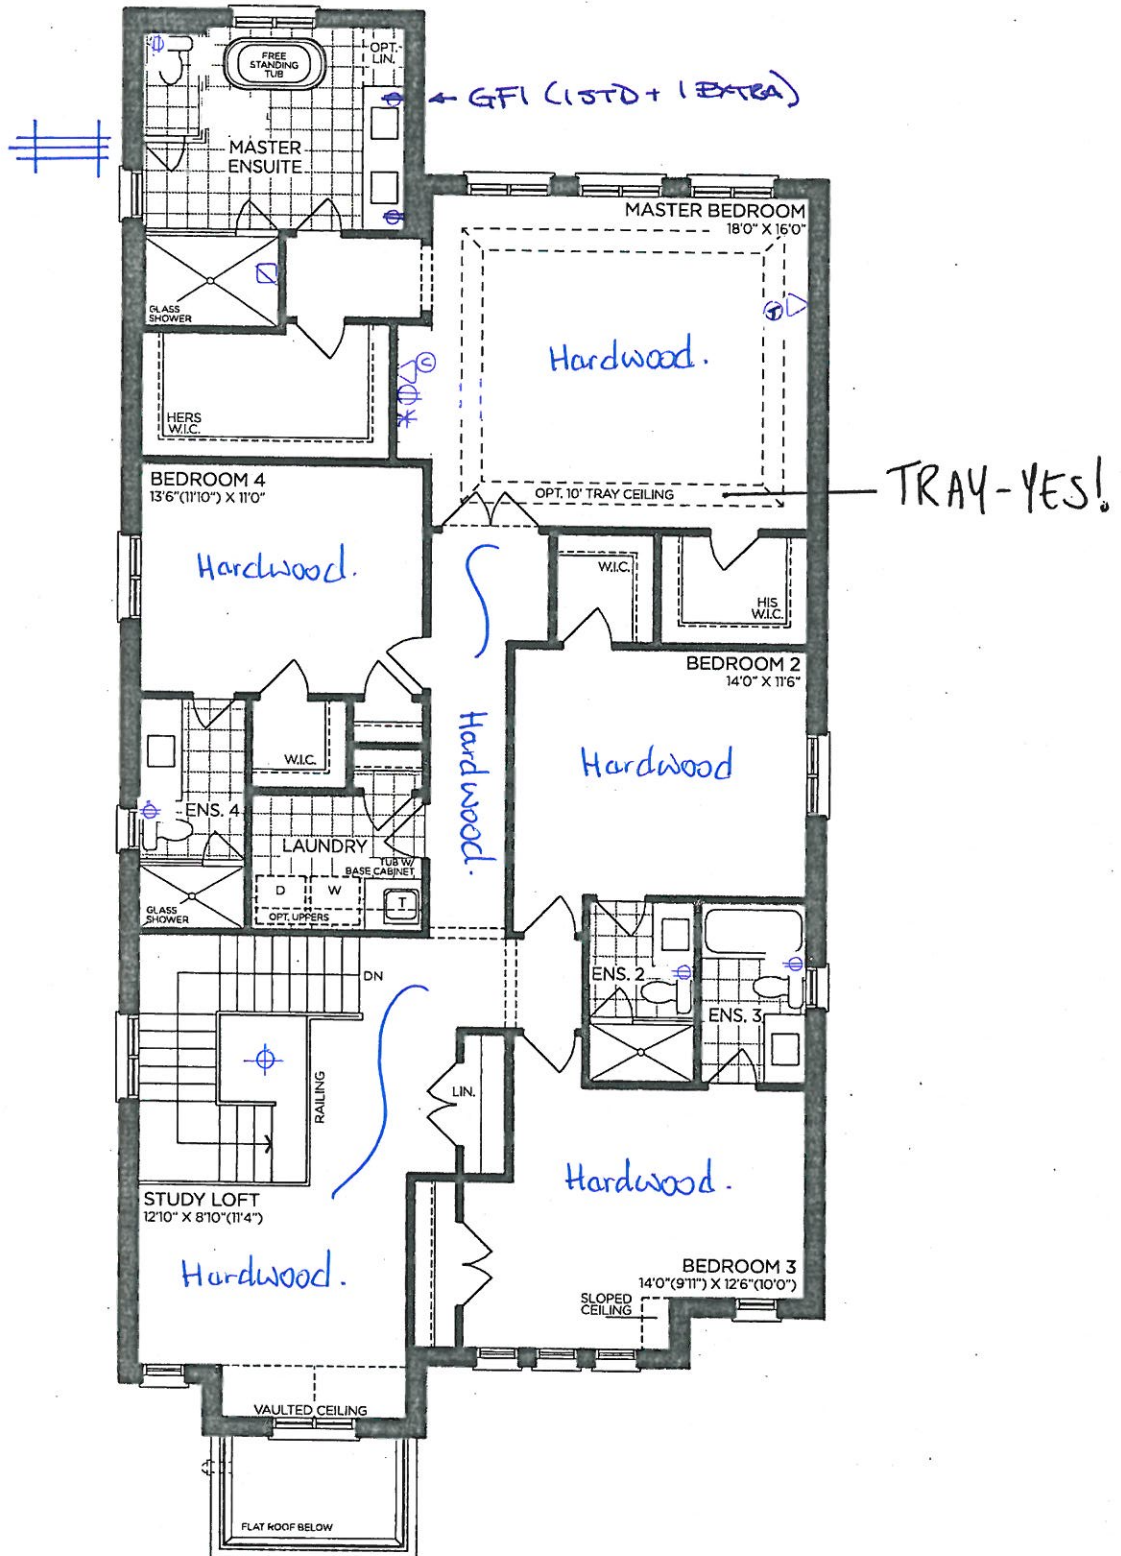 OPT.
LIN.
FREE
STANDING
TUB
← GFI (1 STD + 1 EXTRA)
MASTER
ENSUITE
MASTER BEDROOM
18'0" X 16'0"
GLASS
SHOWER
T
Hardwood.
C
HERS
W.I.C.
BEDROOM 4
13'6"(11'10") X 11'0"
OPT. 10' TRAY CEILING
TRAY-YES!
Hardwood.
W.I.C.
HIS
W.I.C.
BEDROOM 2
14'0" X 11'6"
Hardwood.
W.I.C.
Hardwood
ENS. 4
LAUNDRY
TUB W/
BASE CABINET
D
W
T
OPT. UPPERS
GLASS
SHOWER
DN
ENS. 2
ENS. 3
RAILING
LIN.
STUDY LOFT
12'10" X 8'10"(11'4")
Hardwood.
Hardwood.
BEDROOM 3
14'0"(9'11") X 12'6"(10'0")
SLOPED
CEILING
VAULTED CEILING
FLAT ROOF BELOW